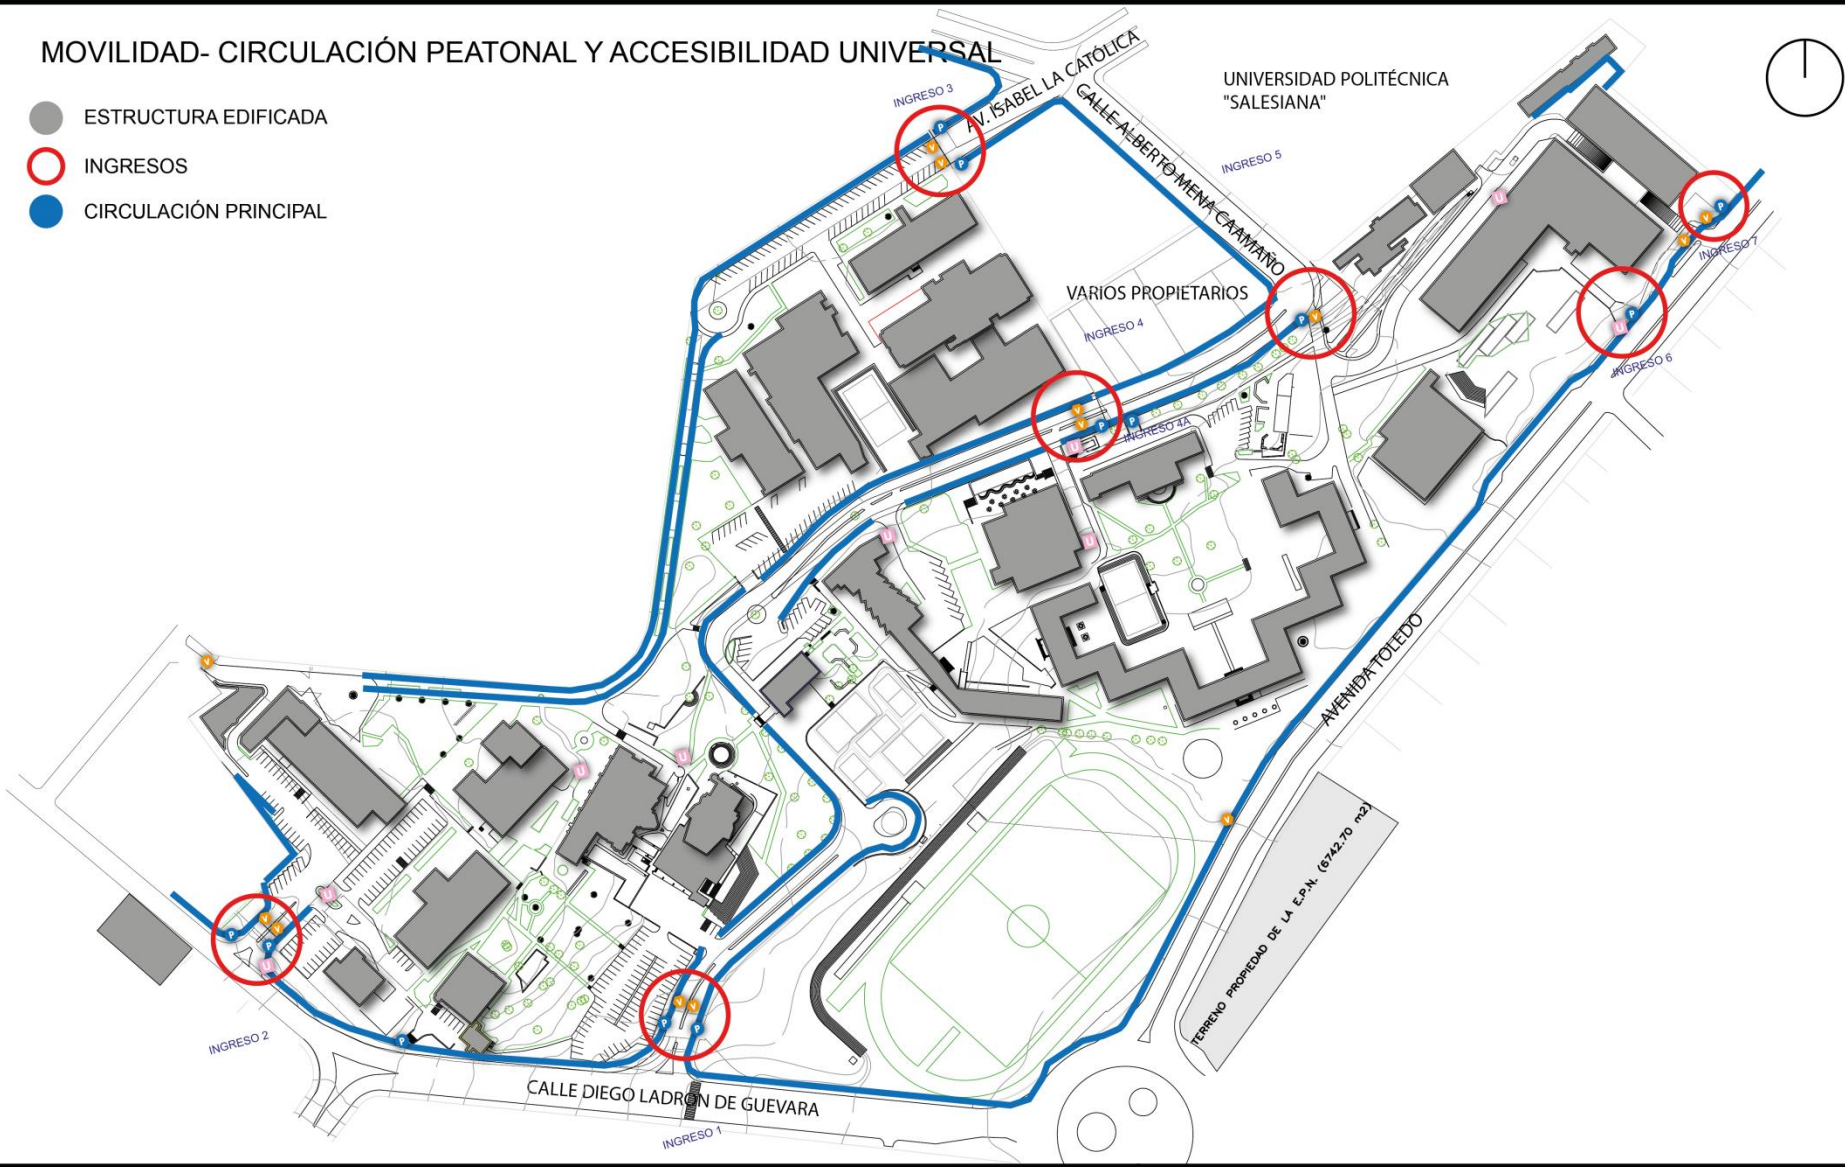 MOVILIDAD- CIRCULACIÓN PEATONAL Y ACCESIBILIDAD UNIVERSAL
ESTRUCTURA EDIFICADA
INGRESOS
CIRCULACIÓN PRINCIPAL
INGRESO 3
AV. ISABEL LA CATÓLICA
CALLE ALBERTO MENA CAAMAÑO
UNIVERSIDAD POLITÉCNICA
"SALESIANA"
INGRESO 5
P
V
V
P
U
P
V
V
INGRESO 7
VARIOS PROPIETARIOS
INGRESO 4
P
V
P
U
INGRESO 6
V
V
P
P
U
INGRESO 4A
U
U
AVENIDA TOLEDO
V
U
U
V
TERRENO PROPIEDAD DE LA E.P.N. (6742.70 m2)
U
V
V
P
P
U
V
V
P
P
P
INGRESO 2
CALLE DIEGO LADRÓN DE GUEVARA
INGRESO 1